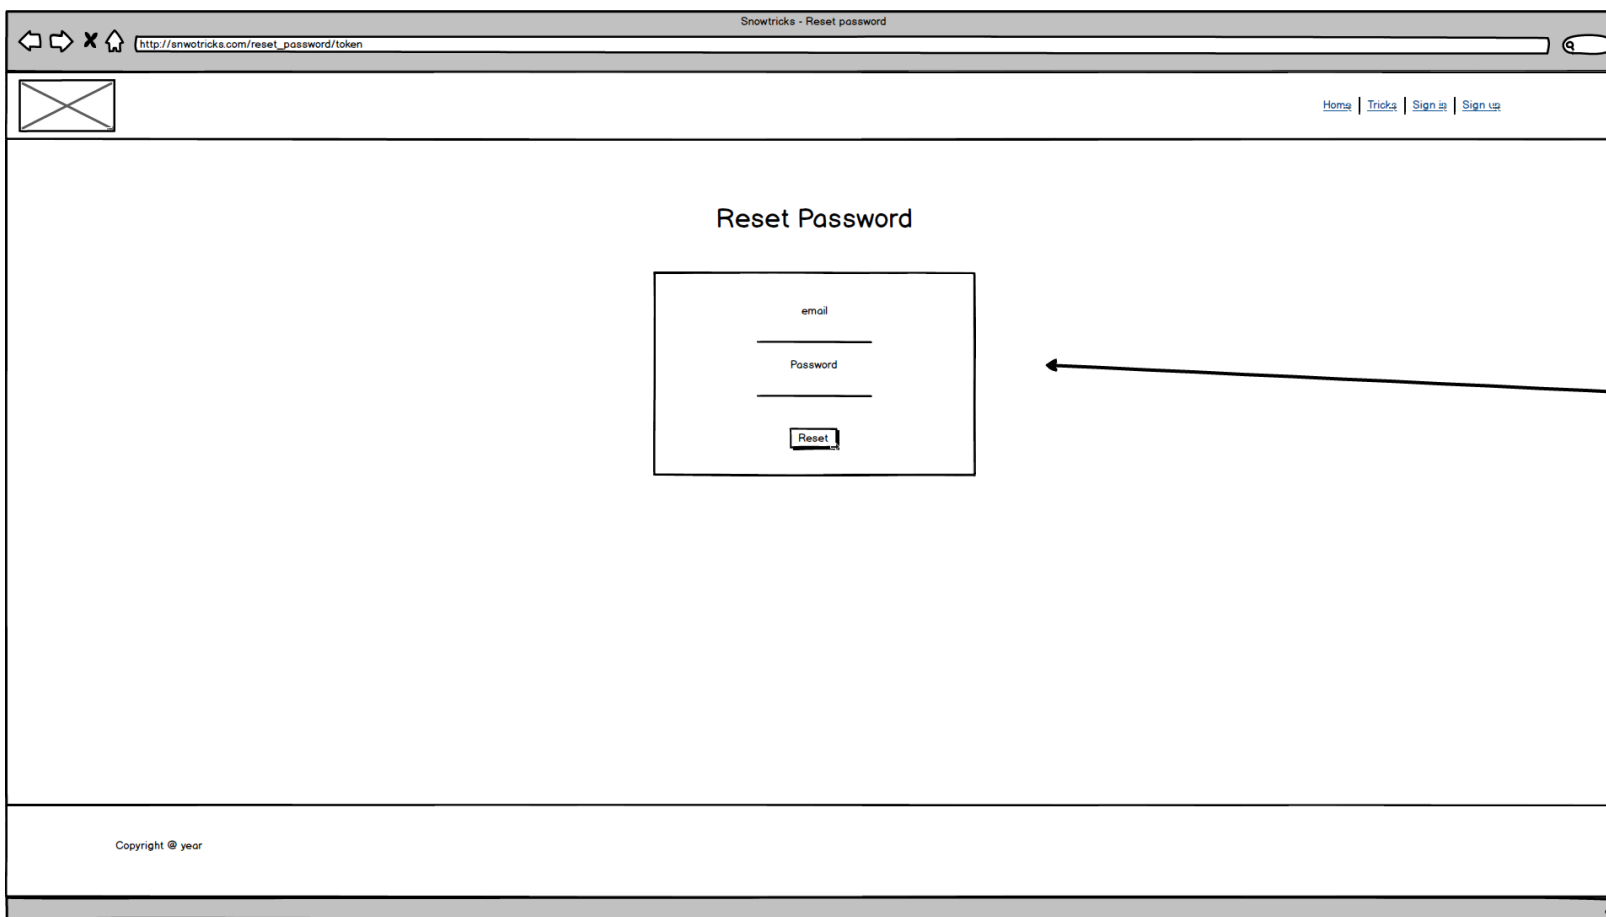 Snowtricks - Reset password
http://snwotricks.com/reset_password/token
Home Tricks Sign in Sign up
Reset Password
email
Password
Reset
Copyright @ year